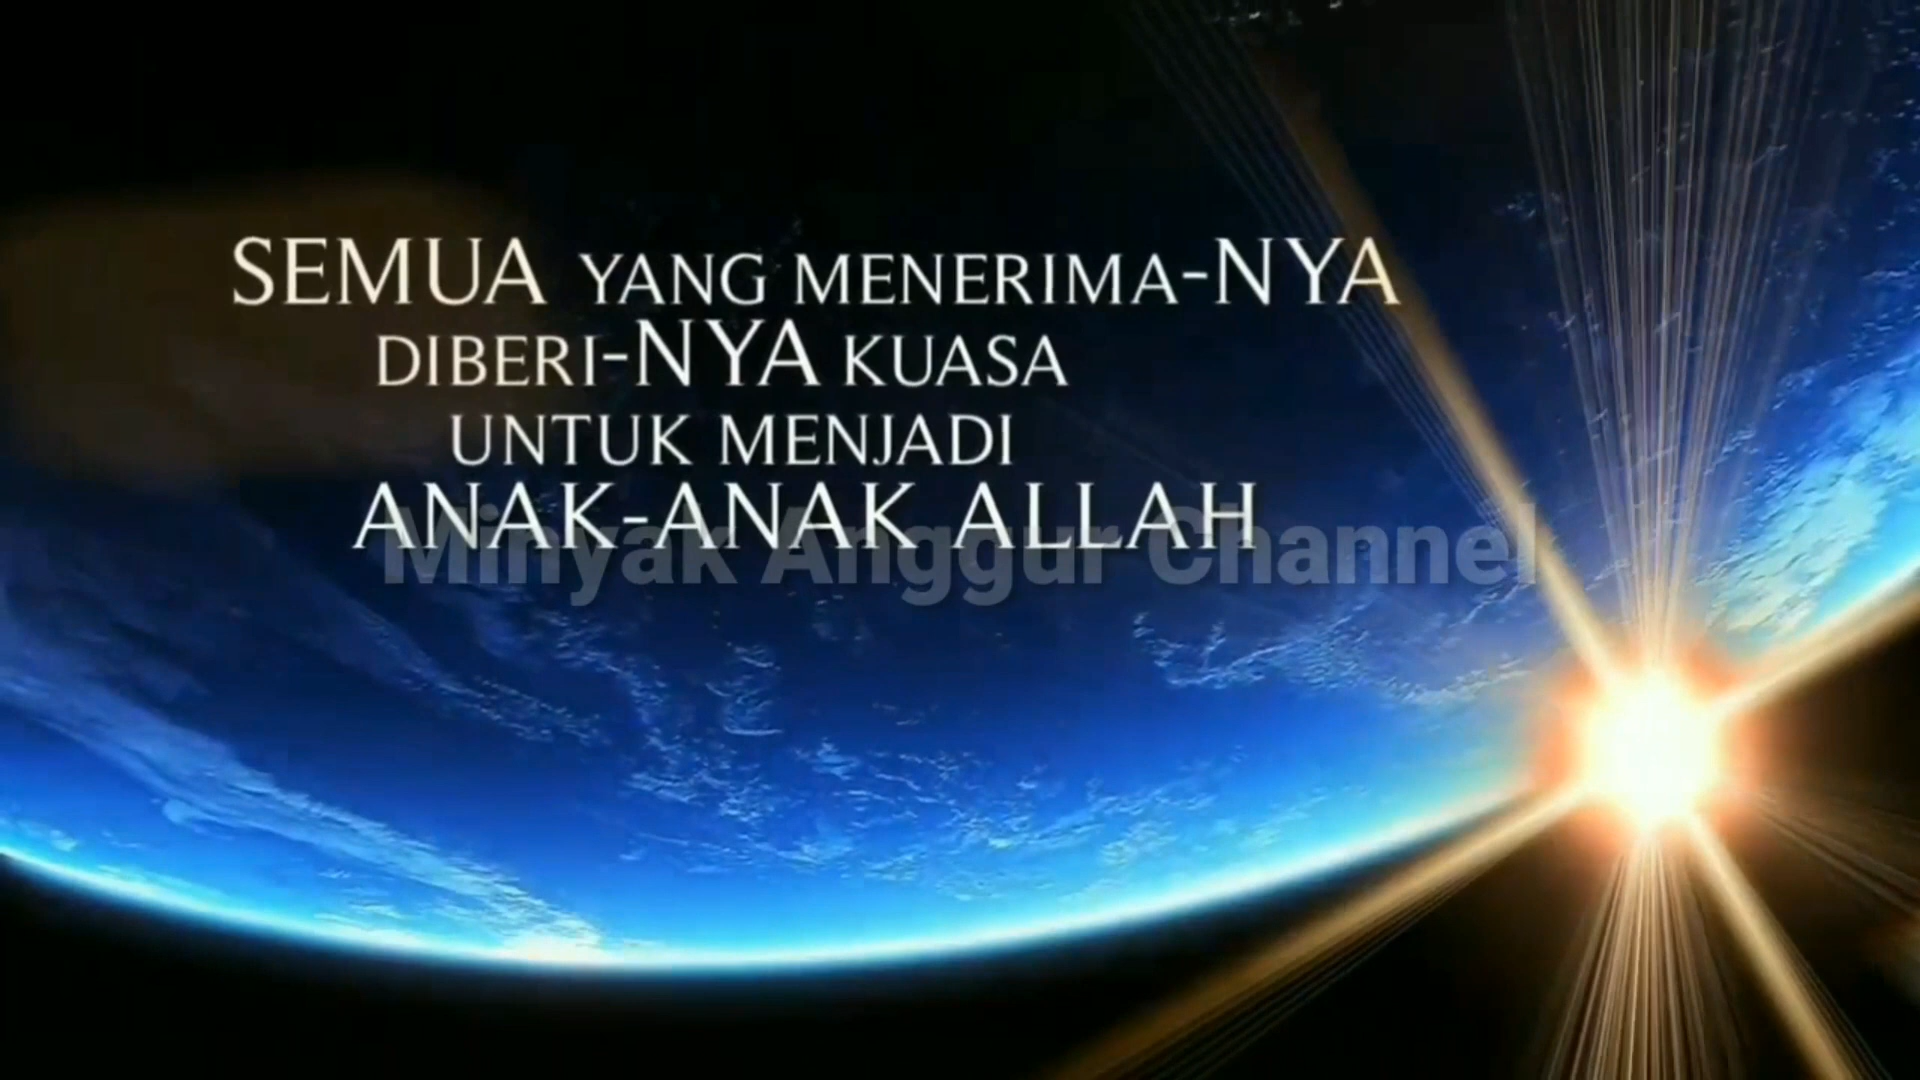 SEMUA YANG MENERIMA-NYA
DIBERI-NYA KUASA
UNTUK MENJADI
ANAK-ANAK ALLAH
Minyak Anggur Channel